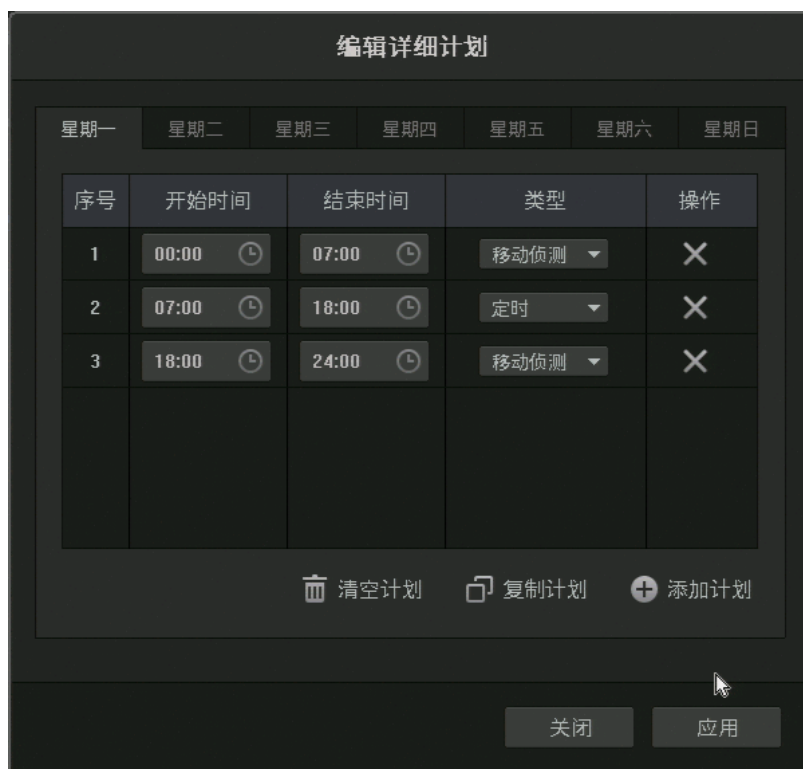 编辑详细计划
星期一 星期二 星期三 星期四 星期五 星期六 星期日
序号 开始时间 结束时间 类型 操作
1 00:00 07:00 移动侦测
2 07:00 18:00 定时
3 18:00 24:00 移动侦测
清空计划 复制计划 添加计划
关闭 应用